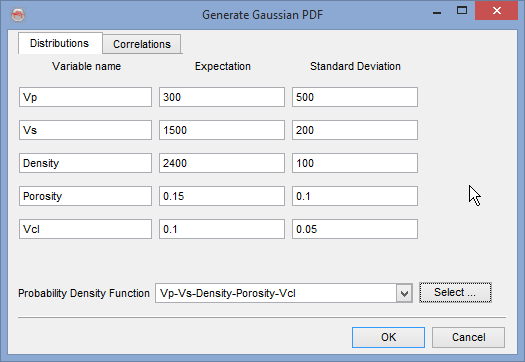 Generate Gaussian PDF
Distributions Correlations
Variable name Expectation Standard Deviation
Vp 300 500
Vs 1500 200
Density 2400 100
Porosity 0.15 0.1
Vcl 0.1 0.05
Probability Density Function Vp-Vs-Density-Porosity-Vcl Select ...
OK Cancel